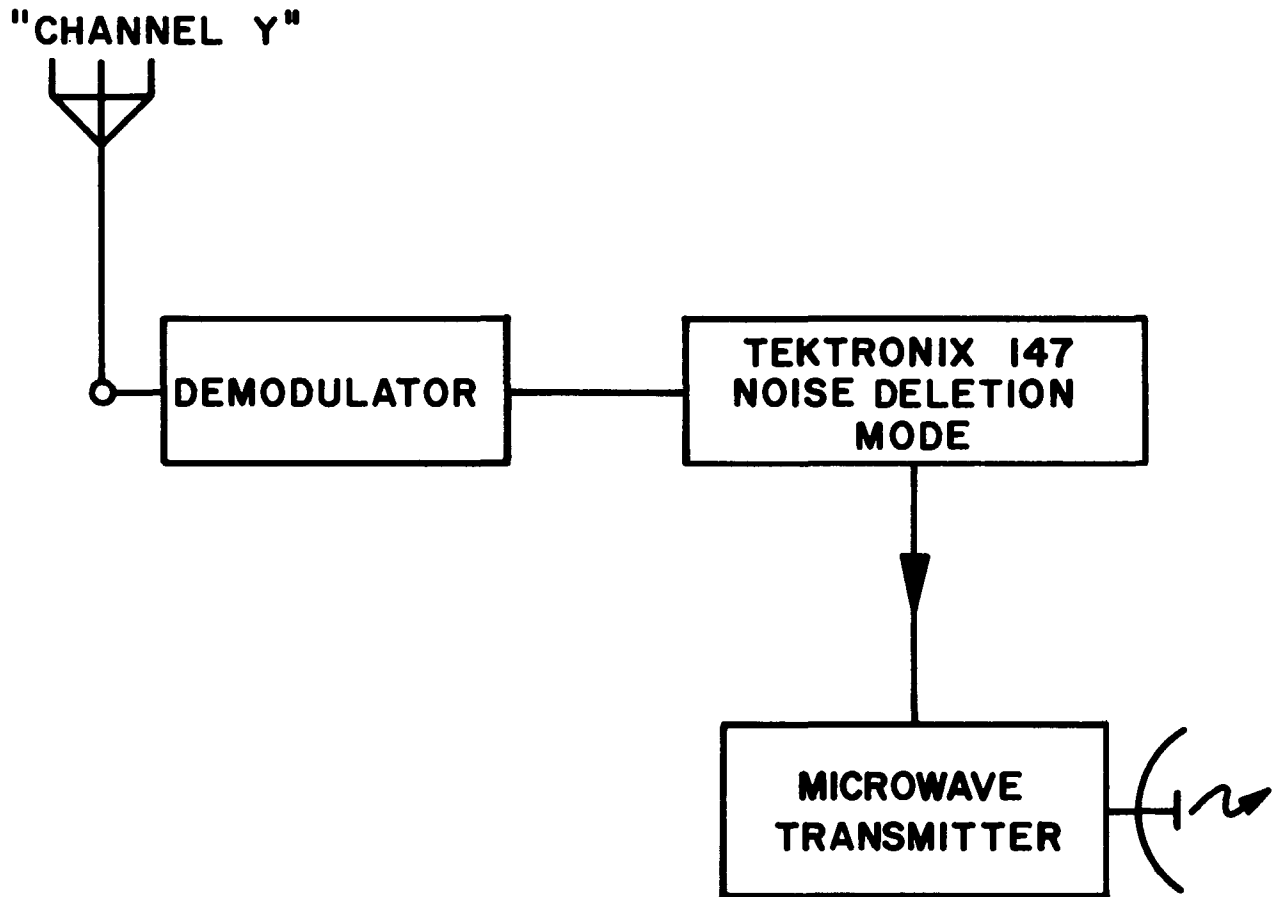 "CHANNEL Y"
DEMODULATOR
TEKTRONIX 147
NOISE DELETION
MODE
MICROWAVE
TRANSMITTER